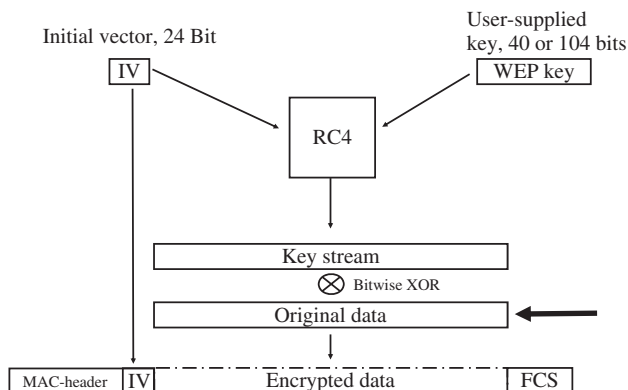 Initial vector, 24 Bit
User-supplied
key, 40 or 104 bits
IV
WEP key
RC4
Key stream
Bitwise XOR
Original data
MAC-header
IV
Encrypted data
FCS